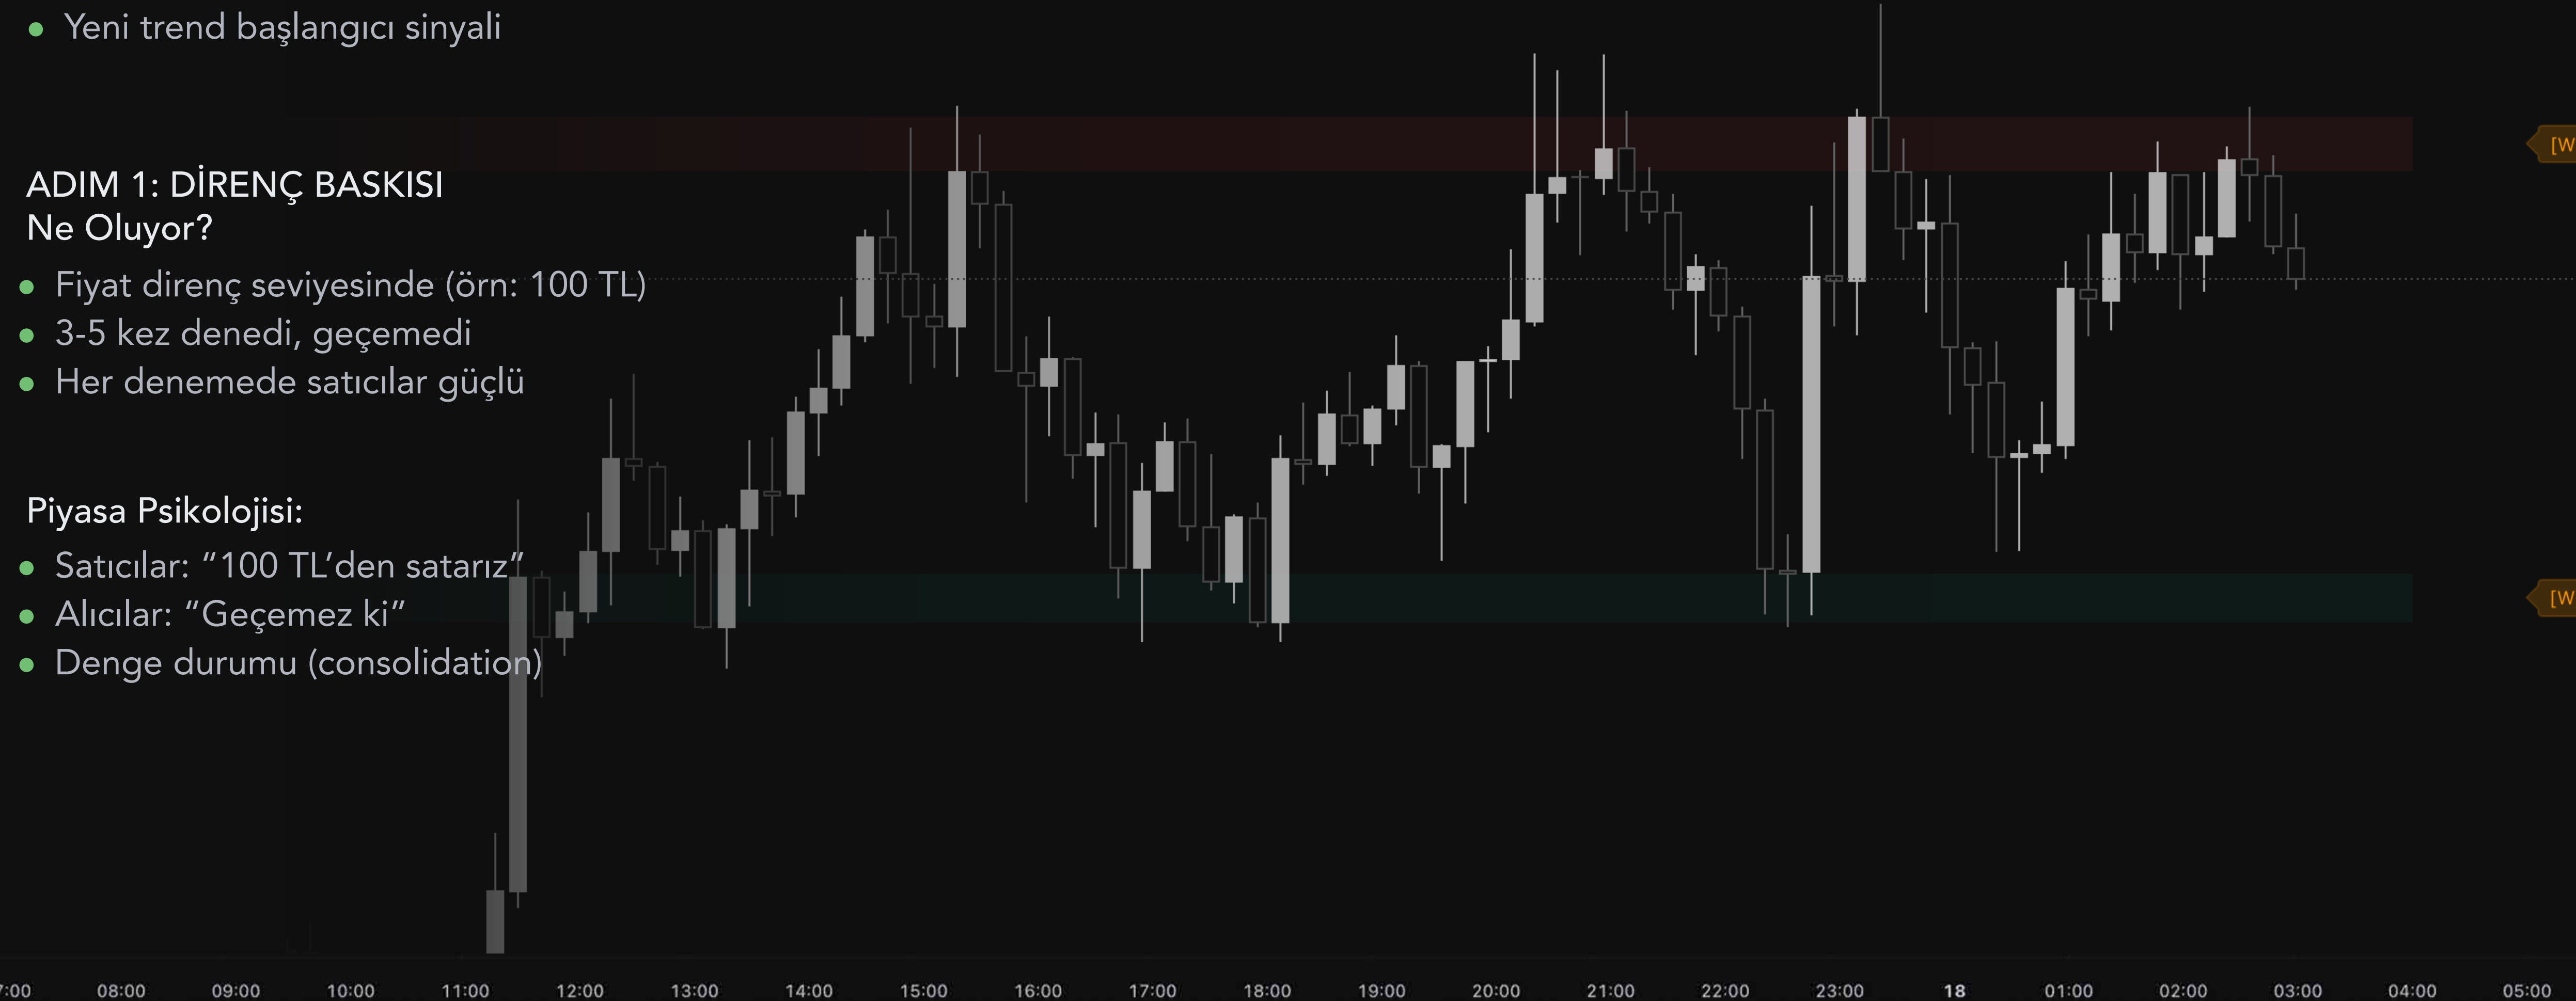 Yeni trend başlangıcı sinyali
ADIM 1: DİRENÇ BASKISI
Ne Oluyor?
Fiyat direnç seviyesinde (örn: 100 TL)
3-5 kez denedi, geçemedi
Her denemede satıcılar güçlü
Piyasa Psikolojisi:
Satıcılar: “100 TL’den satarız”
Alıcılar: “Geçemez ki”
Denge durumu (consolidation)
[W
[W
7:00 08:00 09:00 10:00 11:00 12:00 13:00 14:00 15:00 16:00 17:00 18:00 19:00 20:00 21:00 22:00 23:00 18 01:00 02:00 03:00 04:00 05:00